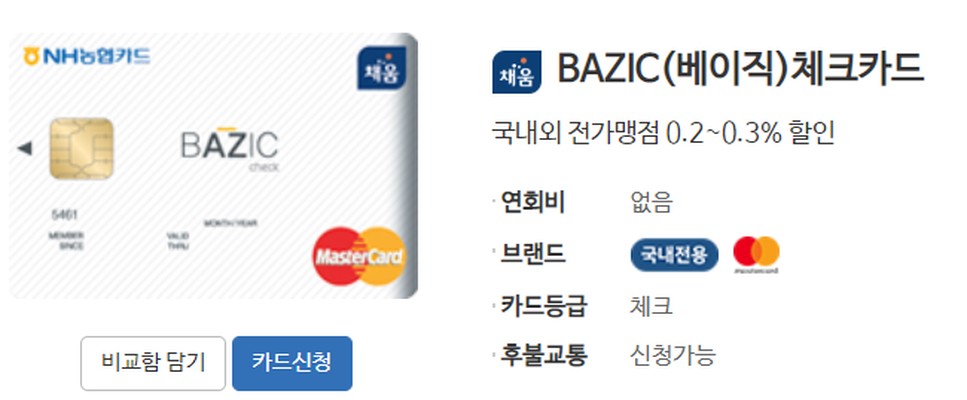 NH농협카드
채움
BAZIC
check
5461
MONTH/YEAR
MEMBER
SINCE
VALID
THRU
MasterCard
비교함 담기
카드신청
채움
BAZIC(베이직)체크카드
국내외 전가맹점 0.2~0.3% 할인
연회비 없음
브랜드 국내전용 mastercard
카드등급 체크
후불교통 신청가능